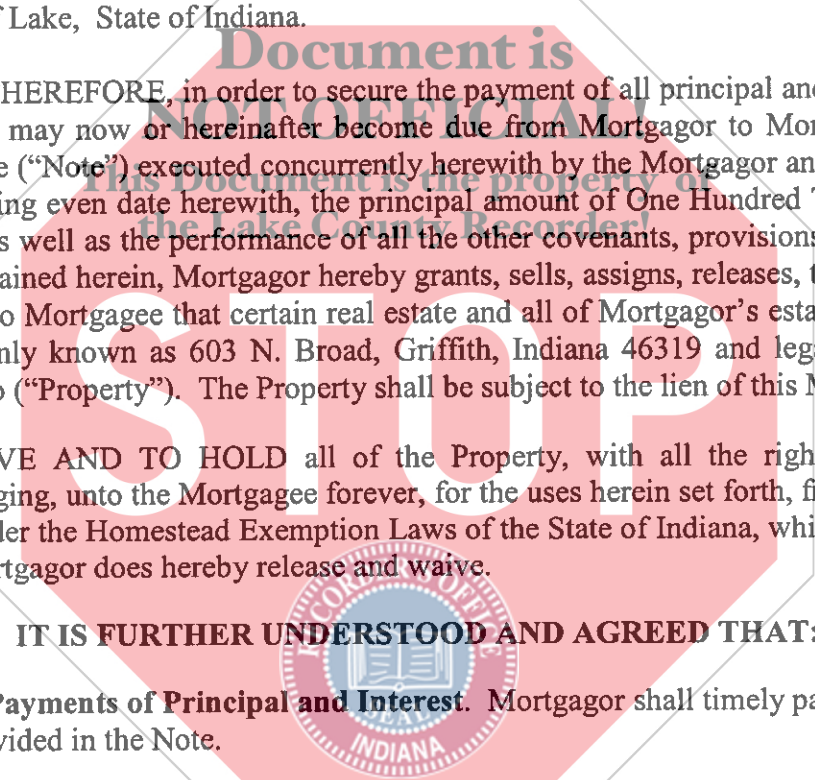 Lake, State of Indiana.
Document is
HEREFORE, in order to secure the payment of all principal and
NOT OFFICIAL!
may now or hereinafter become due from Mortgagor to Mor
e (“Note”) executed concurrently herewith by the Mortgagor an
This Document is the property of
ing even date herewith, the principal amount of One Hundred T
the Lake County Recorder!
s well as the performance of all the other covenants, provisions
ained herein, Mortgagor hereby grants, sells, assigns, releases, t
o Mortgagee that certain real estate and all of Mortgagor’s esta
nly known as 603 N. Broad, Griffith, Indiana 46319 and lega
(“Property”). The Property shall be subject to the lien of this M
STOP
VE AND TO HOLD all of the Property, with all the righ
ging, unto the Mortgagee forever, for the uses herein set forth, f
der the Homestead Exemption Laws of the State of Indiana, whi
rtgagor does hereby release and waive.
RECORDER'S OFFICE
IT IS FURTHER UNDERSTOOD AND AGREED THAT:
Payments of Principal and Interest. Mortgagor shall timely pa
SEAL
vided in the Note.
INDIANA